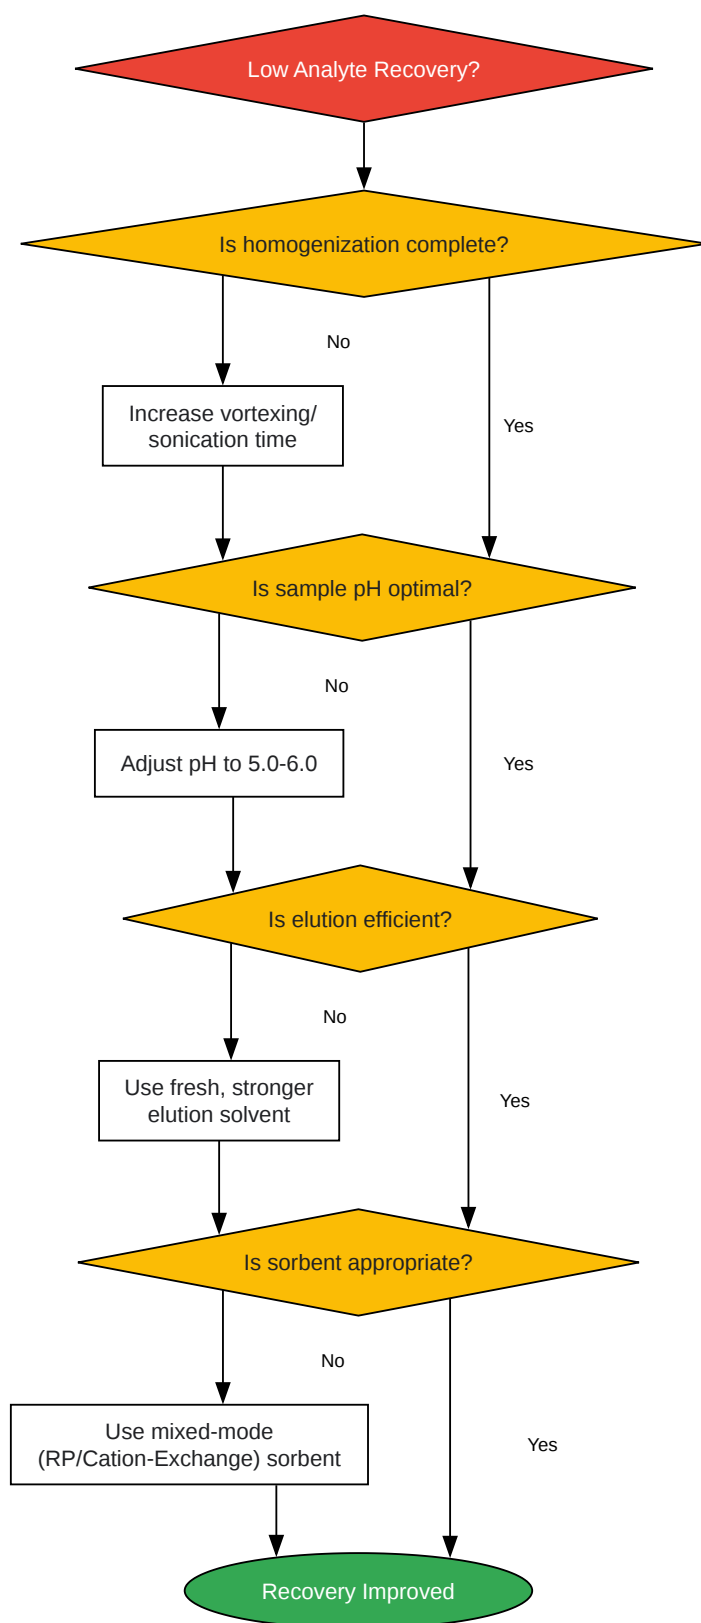 Low Analyte Recovery?
Is homogenization complete?
No
Increase vortexing/
sonication time
Yes
Is sample pH optimal?
No
Adjust pH to 5.0-6.0
Yes
Is elution efficient?
No
Use fresh, stronger
elution solvent
Yes
Is sorbent appropriate?
No
Use mixed-mode
(RP/Cation-Exchange) sorbent
Yes
Recovery Improved